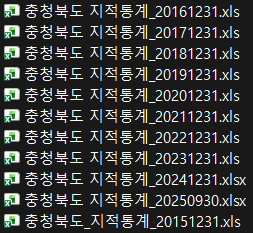 충청북도 지적통계_20161231.xls
충청북도 지적통계_20171231.xls
충청북도 지적통계_20181231.xls
충청북도 지적통계_20191231.xls
충청북도 지적통계_20201231.xls
충청북도 지적통계_20211231.xls
충청북도 지적통계_20221231.xls
충청북도 지적통계_20231231.xls
충청북도 지적통계_20241231.xlsx
충청북도 지적통계_20250930.xlsx
충청북도_지적통계_20151231.xls